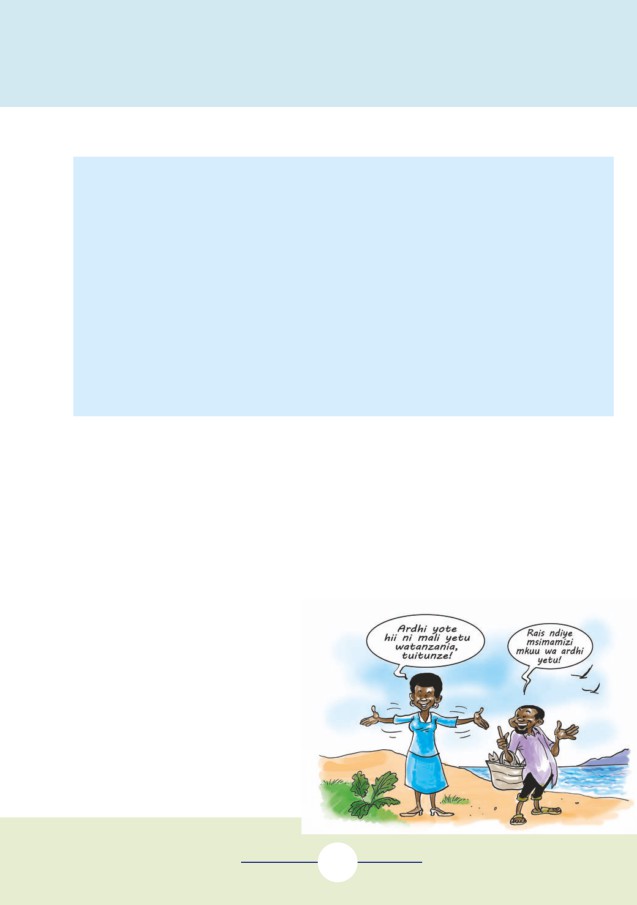 Ardhi yote
hii ni mali yetu
watanzania,
tuitunze!
Rais ndiye
msimamizi
mkuu wa ardhi
yetu!